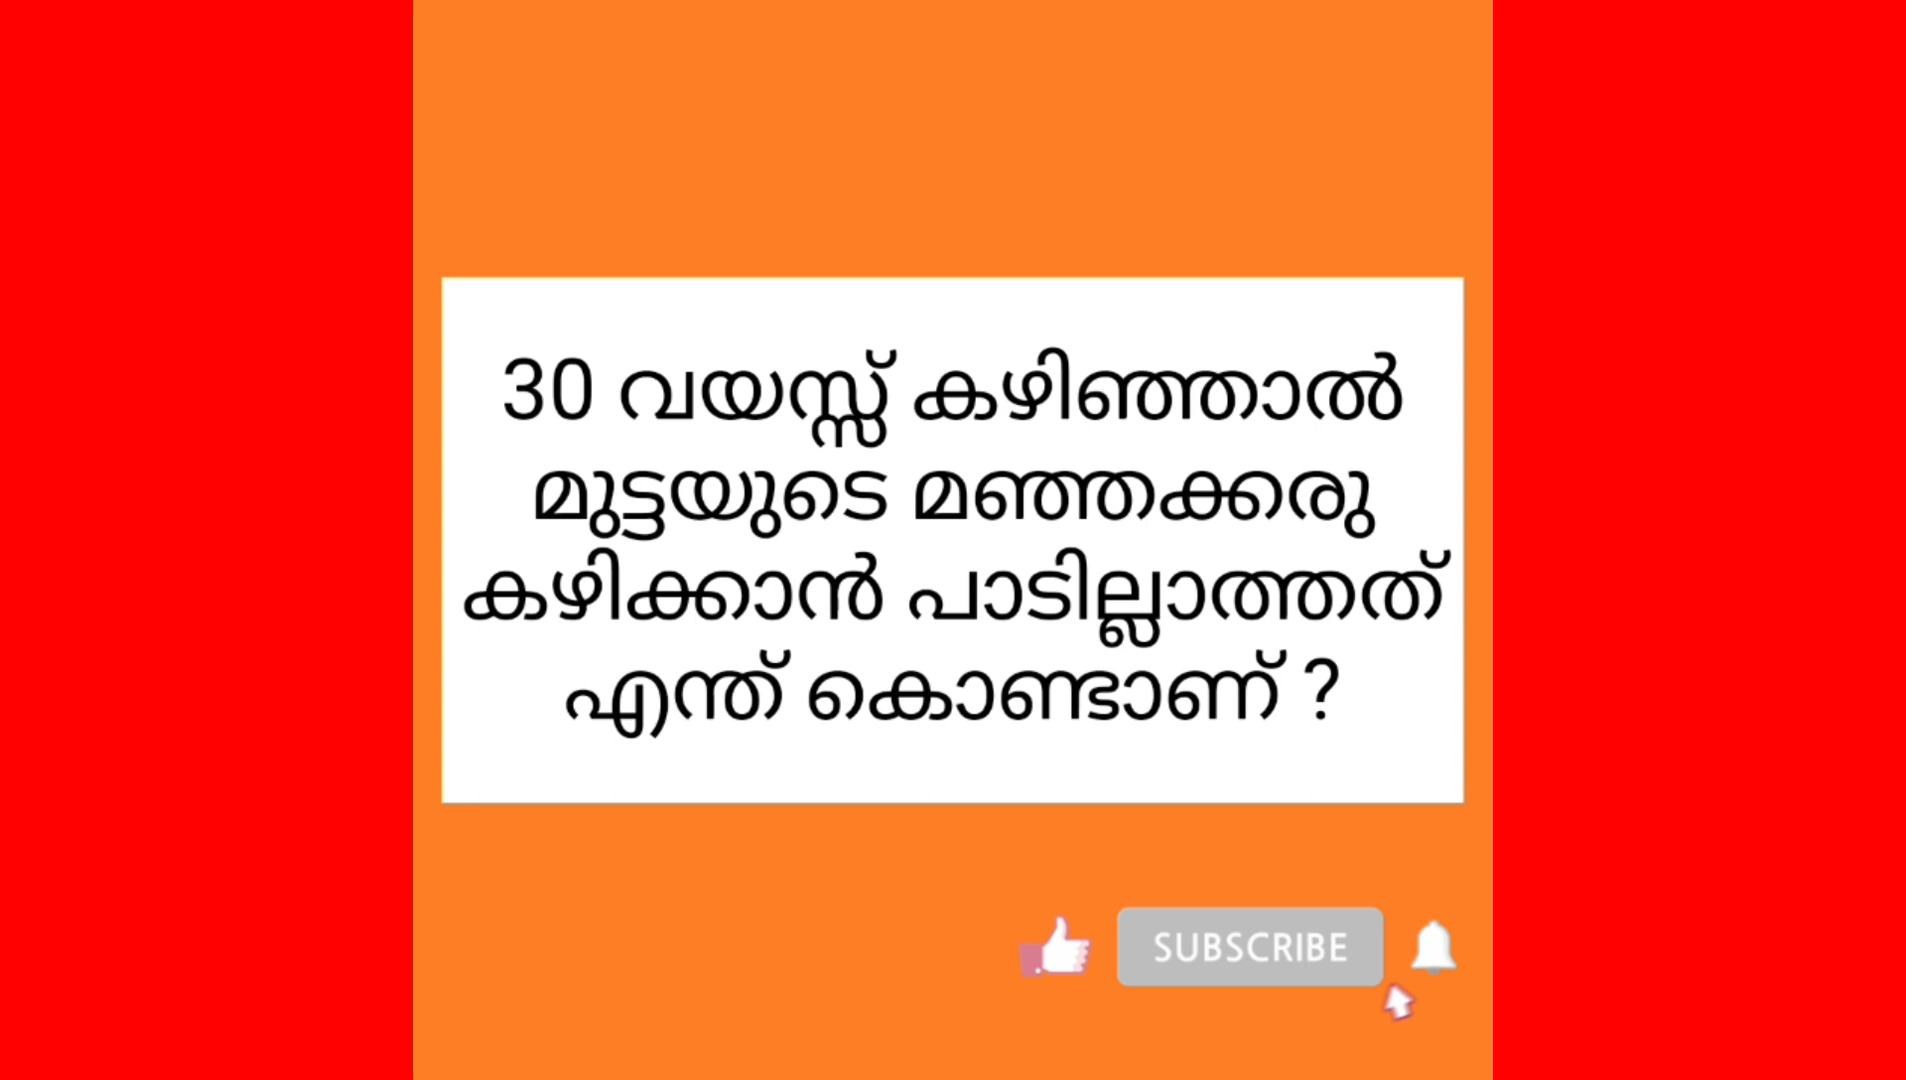 30 വയസ്സ് കഴിഞ്ഞാൽ
മുട്ടയുടെ മഞ്ഞക്കരു
കഴിക്കാൻ പാടില്ലാത്തത്
എന്ത് കൊണ്ടാണ് ?
SUBSCRIBE